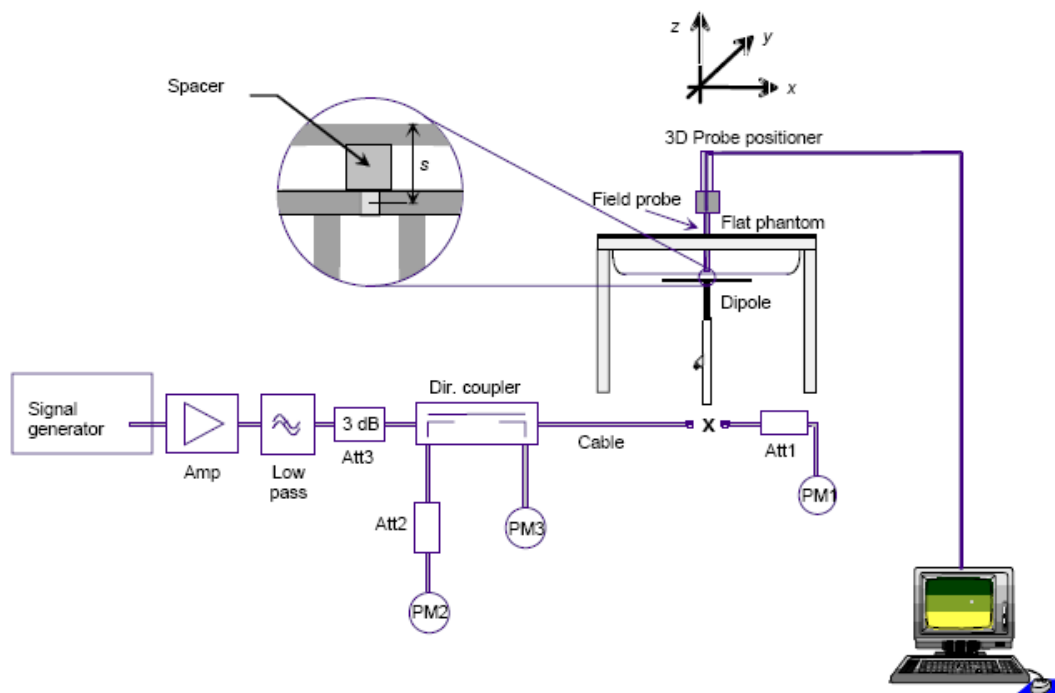 z
y
x
Spacer
s
3D Probe positioner
Field probe
Flat phantom
Dipole
Signal
generator
Amp
Low
pass
3 dB
Att3
Dir. coupler
Cable
X
Att1
PM1
Att2
PM3
PM2